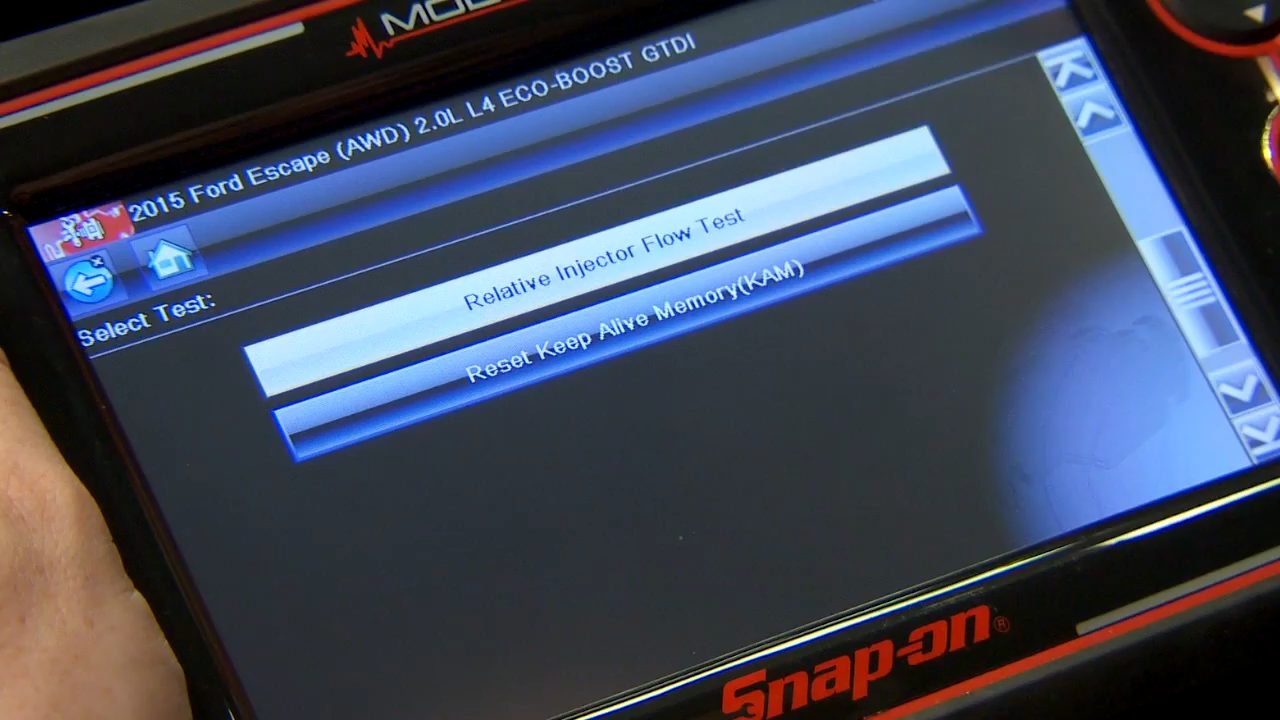 2015 Ford Escape (AWD) 2.0L L4 ECO-BOOST GTDI
Select Test:
Relative Injector Flow Test
Reset Keep Alive Memory(KAM)
Snap-on®